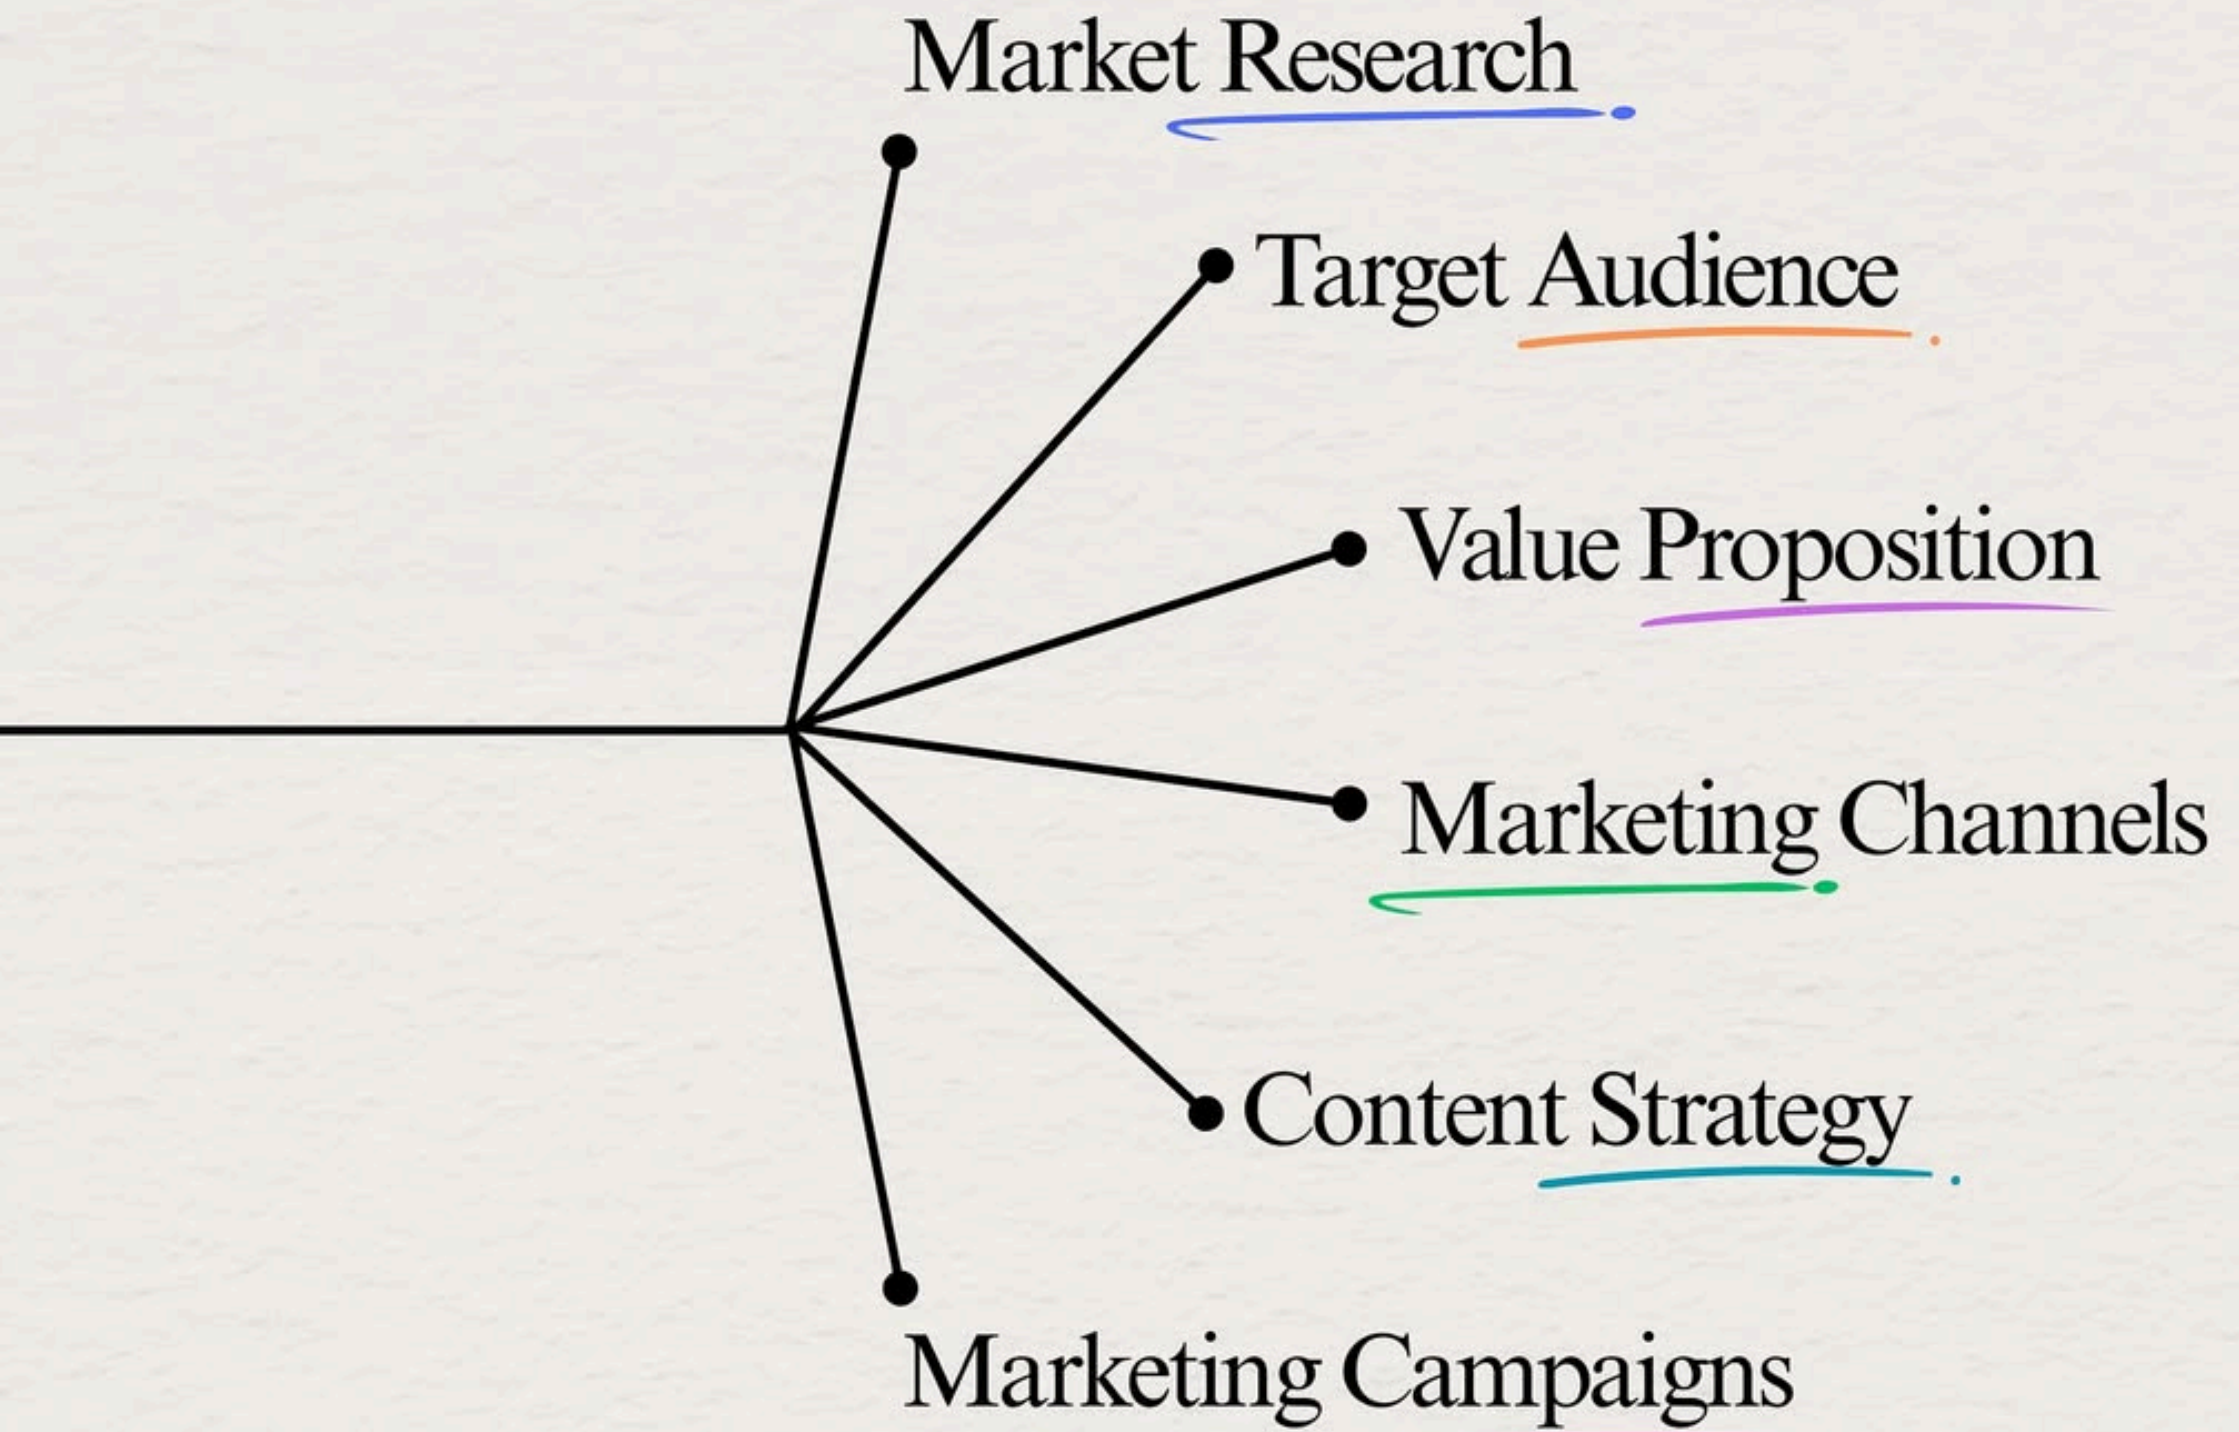 Market Research
Target Audience
Value Proposition
Marketing Channels
Content Strategy
Marketing Campaigns